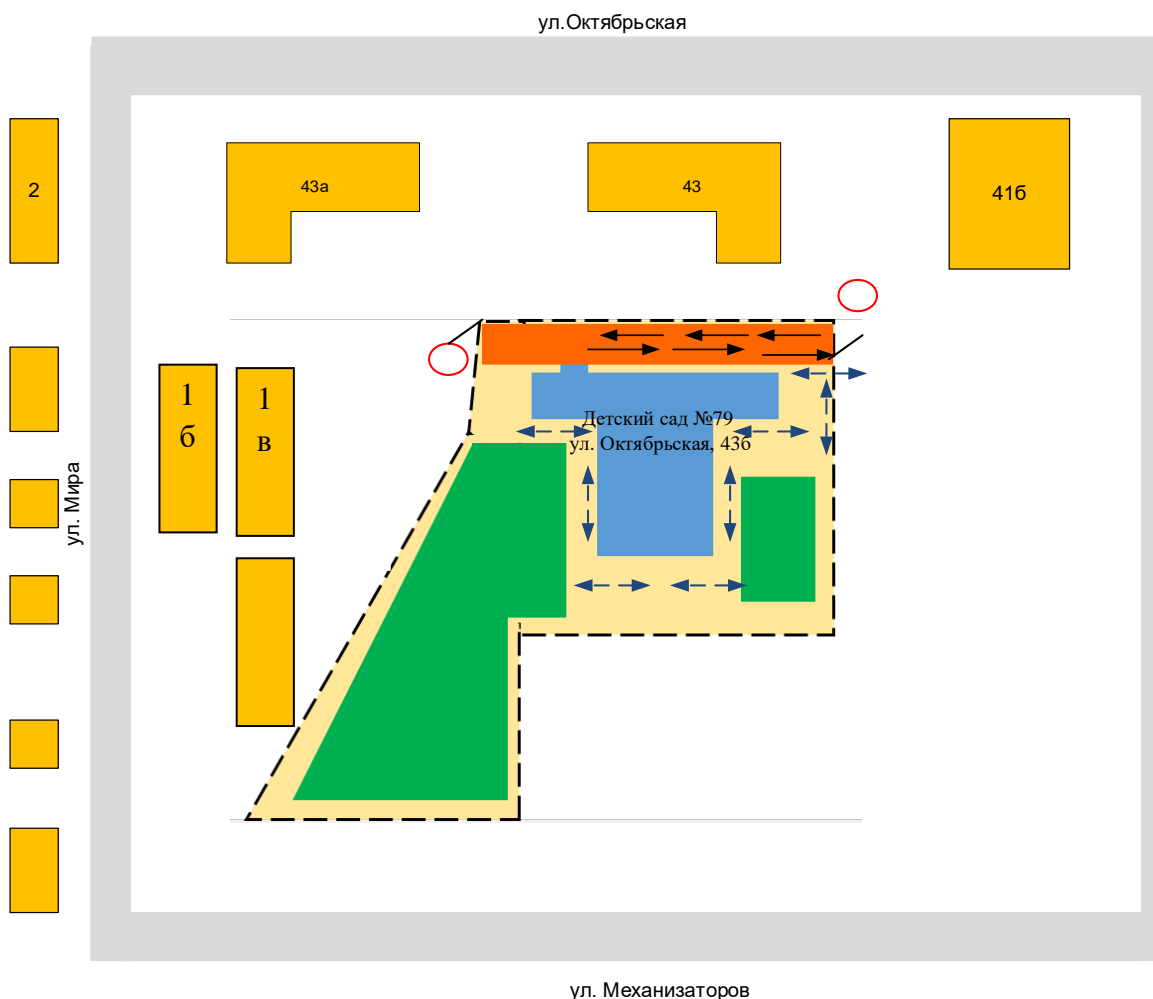 ул.Октябрьская
2
43а
43
41б
1
б
1
в
Детский сад №79
ул. Октябрьская, 43б
ул. Мира
ул. Механизаторов